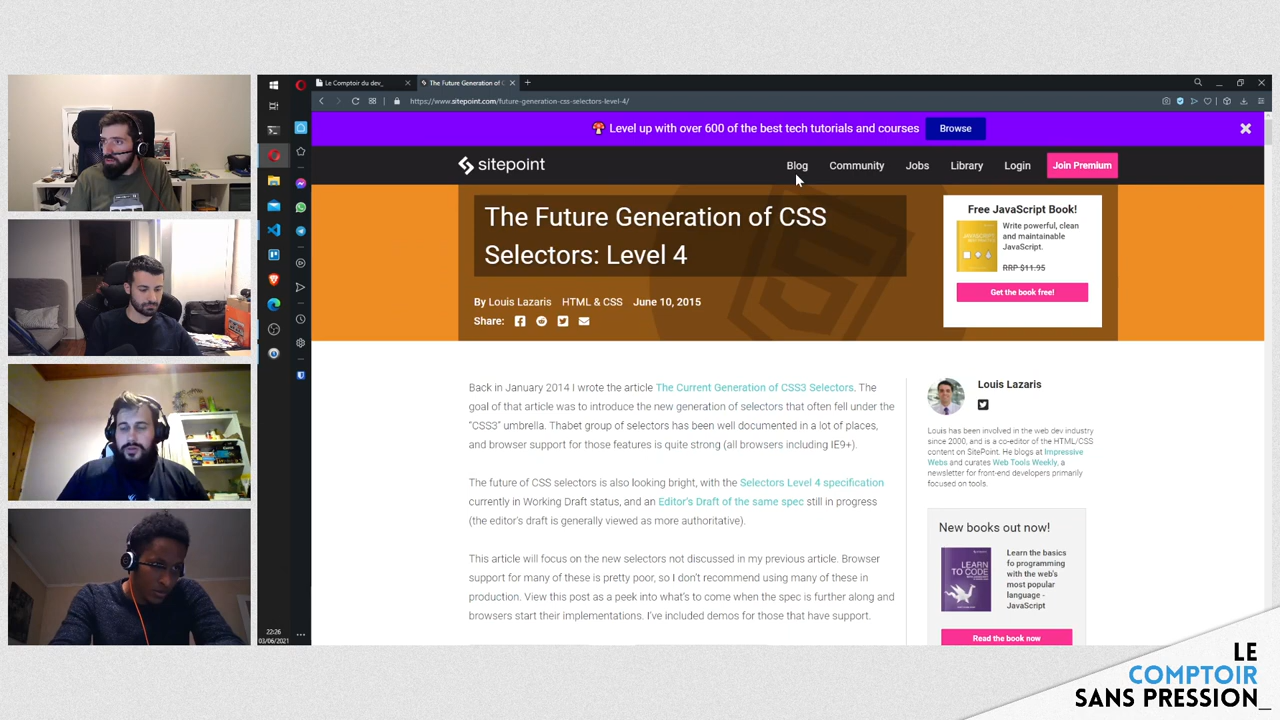 Le Comptoir du dev_
The Future Generation of C
https://www.sitepoint.com/future-generation-css-selectors-level-4/
Level up with over 600 of the best tech tutorials and courses
Browse
sitepoint
Blog
Community
Jobs
Library
Login
Join Premium
The Future Generation of CSS
Selectors: Level 4
By Louis Lazaris HTML & CSS June 10, 2015
Share:
Free JavaScript Book!
Write powerful, clean
and maintainable
JavaScript.
RRP $11.95
Get the book free!
Back in January 2014 I wrote the article The Current Generation of CSS3 Selectors. The
goal of that article was to introduce the new generation of selectors that often fell under the
“CSS3” umbrella. Thabet group of selectors has been well documented in a lot of places,
and browser support for those features is quite strong (all browsers including IE9+).
The future of CSS selectors is also looking bright, with the Selectors Level 4 specification
currently in Working Draft status, and an Editor’s Draft of the same spec still in progress
(the editor’s draft is generally viewed as more authoritative).
This article will focus on the new selectors not discussed in my previous article. Browser
support for many of these is pretty poor, so I don’t recommend using many of these in
production. View this post as a peek into what’s to come when the spec is further along and
browsers start their implementations. I’ve included demos for those that have support.
Louis Lazaris
Louis has been involved in the web dev industry
since 2000, and is a co-editor of the HTML/CSS
content on SitePoint. He blogs at Impressive
Webs and curates Web Tools Weekly, a
newsletter for front-end developers primarily
focused on tools.
New books out now!
LEARN
TO CODE
Learn the basics
fo programming
with the web's
most popular
language -
JavaScript
Read the book now
22:26
03/06/2021
LE
COMPTOIR
SANS PRESSION_